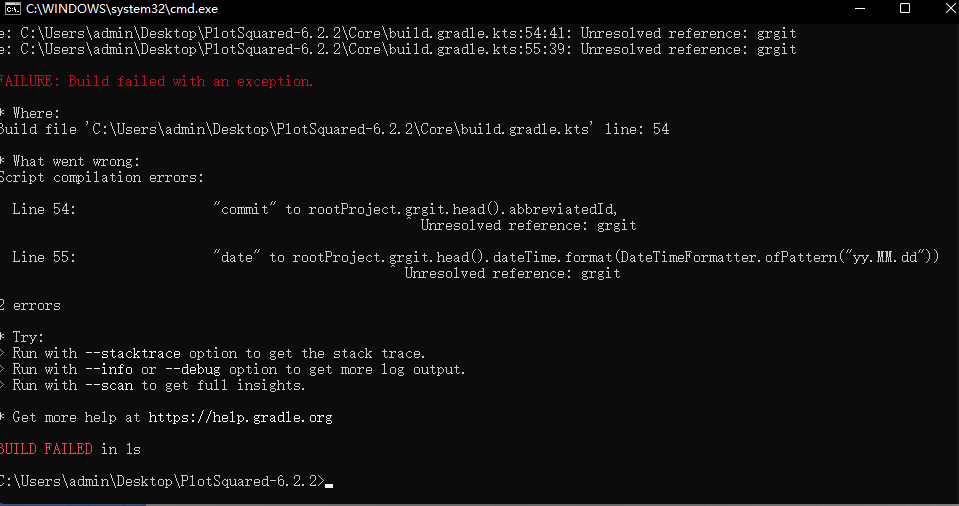 C:\WINDOWS\system32\cmd.exe
e: C:\Users\admin\Desktop\PlotSquared-6.2.2\Core\build.gradle.kts:54:41: Unresolved reference: grgit
e: C:\Users\admin\Desktop\PlotSquared-6.2.2\Core\build.gradle.kts:55:39: Unresolved reference: grgit
FAILURE: Build failed with an exception.
* Where:
Build file 'C:\Users\admin\Desktop\PlotSquared-6.2.2\Core\build.gradle.kts' line: 54
* What went wrong:
Script compilation errors:
Line 54: "commit" to rootProject.grgit.head().abbreviatedId,
^ Unresolved reference: grgit
Line 55: "date" to rootProject.grgit.head().dateTime.format(DateTimeFormatter.ofPattern("yy.MM.dd"))
^ Unresolved reference: grgit
2 errors
* Try:
> Run with --stacktrace option to get the stack trace.
> Run with --info or --debug option to get more log output.
> Run with --scan to get full insights.
* Get more help at https://help.gradle.org
BUILD FAILED in 1s
C:\Users\admin\Desktop\PlotSquared-6.2.2>